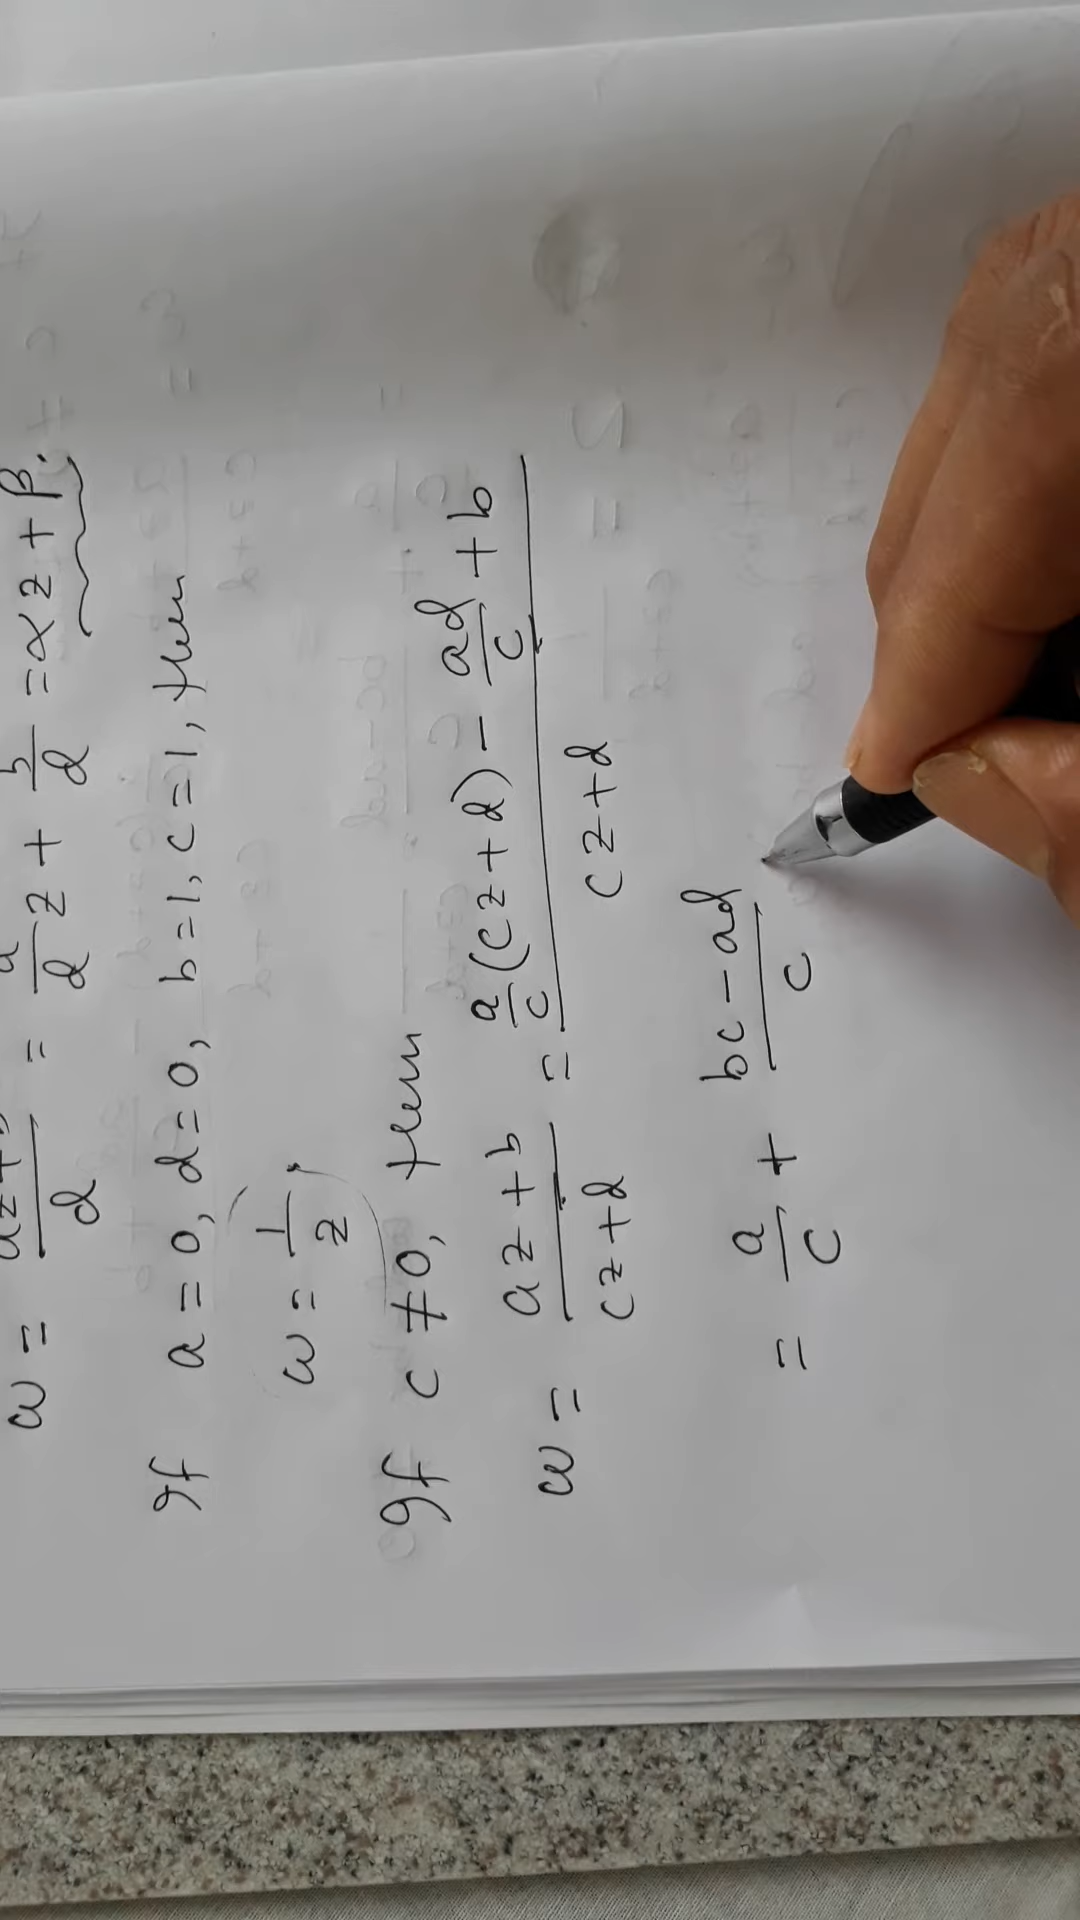 w = az+b/d = a/d z + b/d = αz + β.
If a = 0, d = 0, b = 1, c = 1, then
w = 1/z,
If c ≠ 0, then
w = az+b/cz+d = a/c(cz+d) - ad/c + b/cz+d
= a/c + bc-ad/c